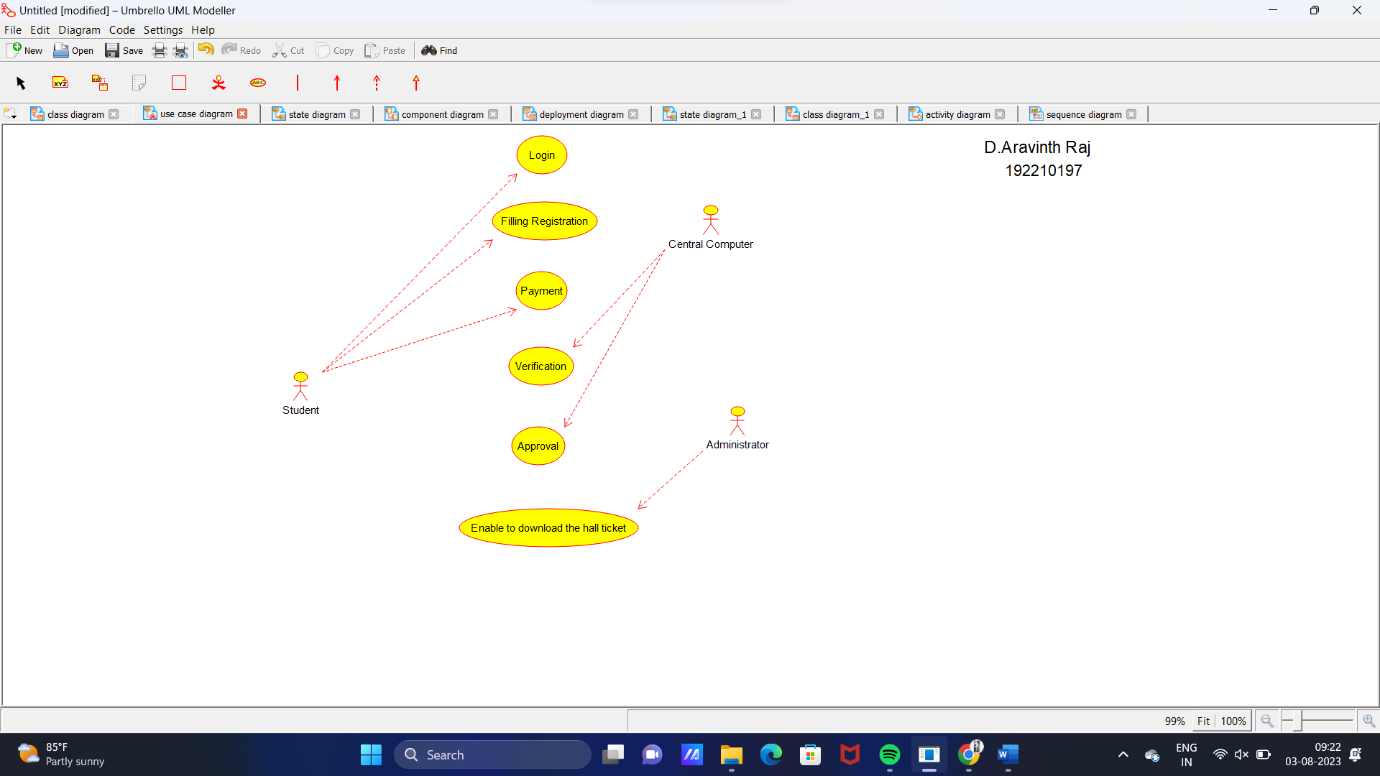 Untitled [modified] – Umbrello UML Modeller
File Edit Diagram Code Settings Help
New Open Save Redo Cut Copy Paste Find
XYZ ABC
class diagram use case diagram state diagram component diagram deployment diagram state diagram_1 class diagram_1 activity diagram sequence diagram
D.Aravinth Raj
192210197
Login
Filling Registration
Central Computer
Payment
Verification
Student
Approval
Administrator
Enable to download the hall ticket
99% Fit 100%
85°F
Partly sunny
Search
ENG
IN
09:22
03-08-2023